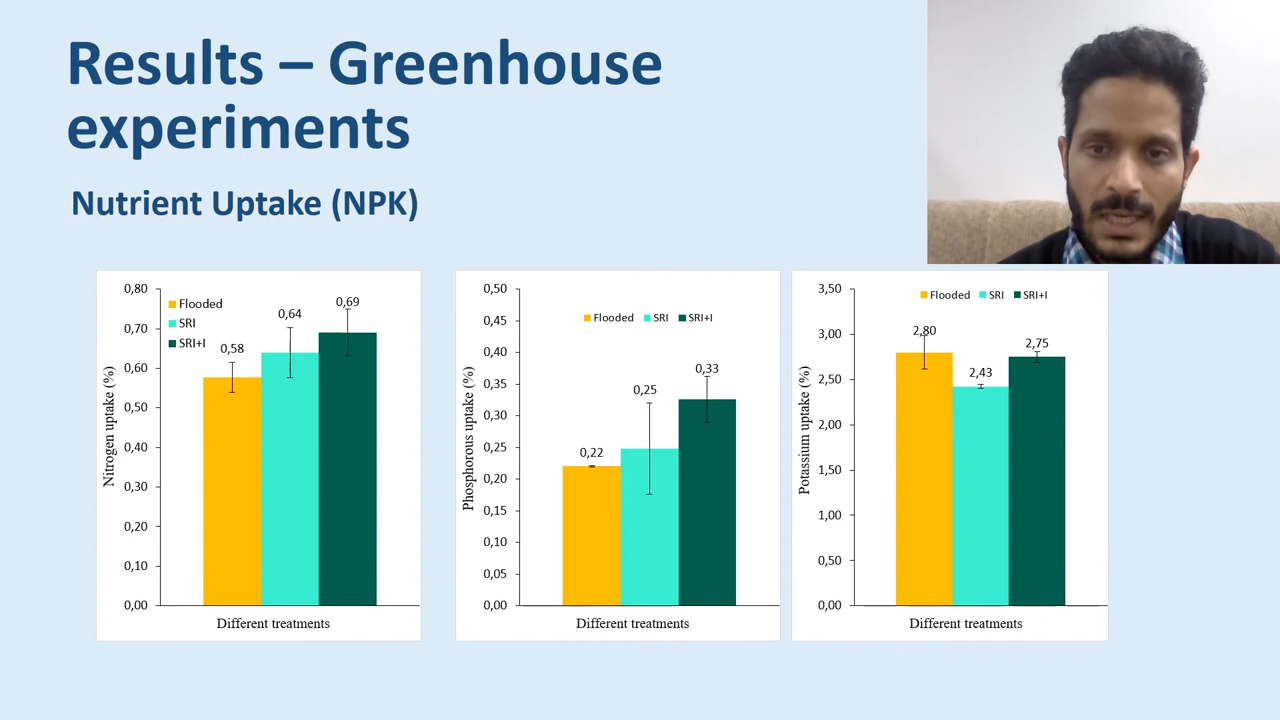 Results – Greenhouse
experiments
Nutrient Uptake (NPK)
0,80
0,70
0,60
0,50
0,40
0,30
0,20
0,10
0,00
Nitrogen uptake (%)
Flooded
SRI
SRI+I
0,58
0,64
0,69
Different treatments
0,50
0,45
0,40
0,35
0,30
0,25
0,20
0,15
0,10
0,05
0,00
Phosphorous uptake (%)
Flooded SRI SRI+I
0,22
0,25
0,33
Different treatments
3,50
3,00
2,50
2,00
1,50
1,00
0,50
0,00
Potassium uptake (%)
Flooded SRI SRI+I
2,80
2,43
2,75
Different treatments